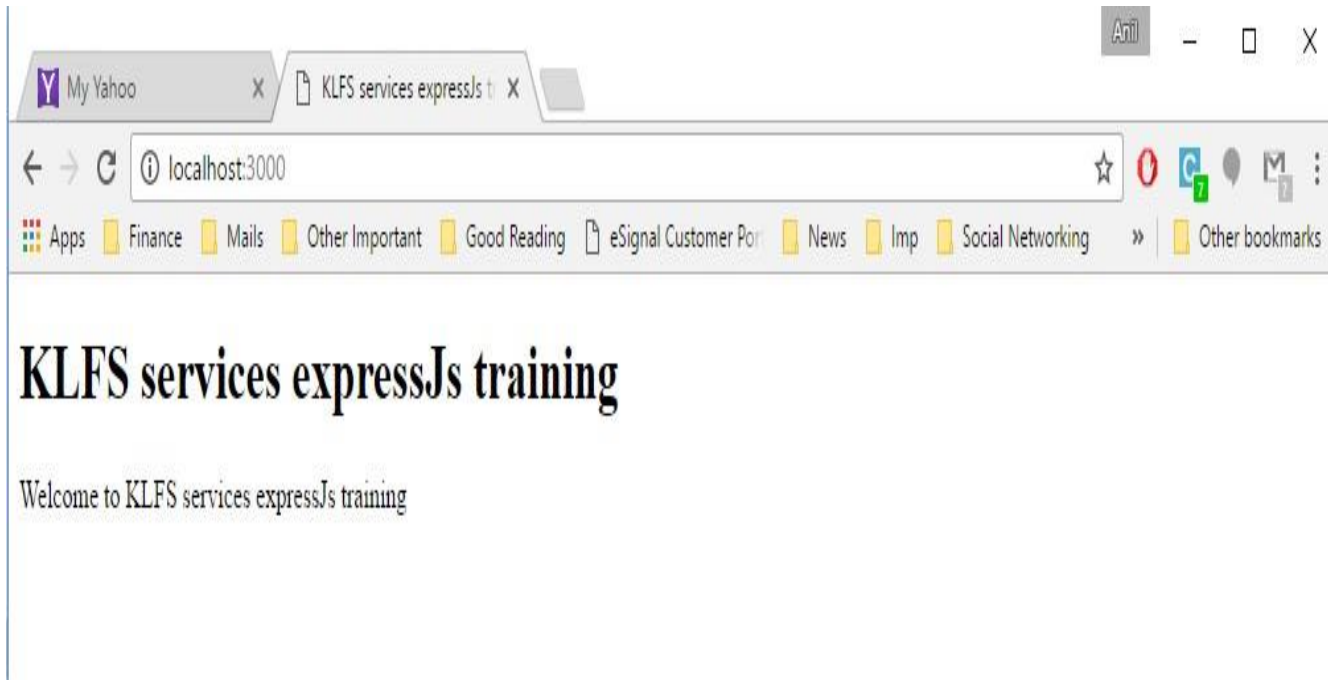 Anil
My Yahoo KLFS services expressJs t
localhost:3000
Apps Finance Mails Other Important Good Reading eSignal Customer Por News Imp Social Networking » Other bookmarks
KLFS services expressJs training
Welcome to KLFS services expressJs training